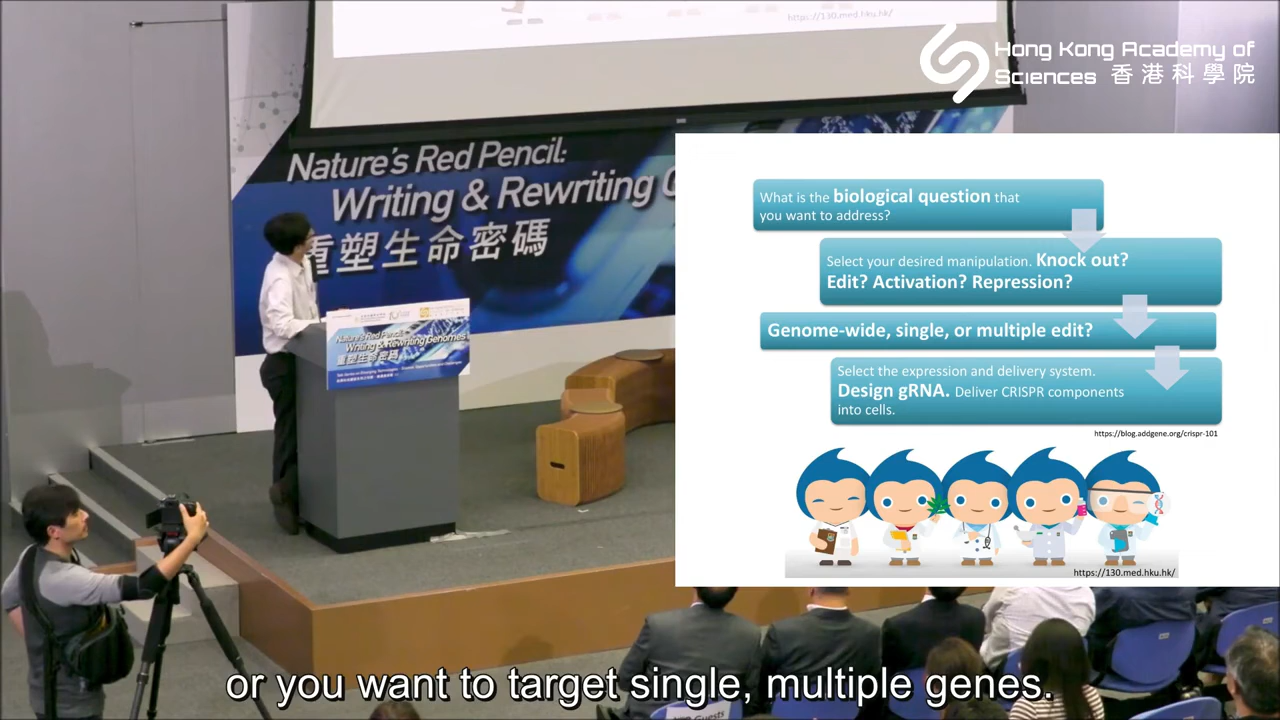 https://130.med.hku.hk/
Hong Kong Academy of
Sciences 香港科學院
Nature's Red Pencil:
Writing & Rewriting G
重塑生命密碼
What is the biological question that
you want to address?
Select your desired manipulation. Knock out?
Edit? Activation? Repression?
Genome-wide, single, or multiple edit?
Select the expression and delivery system.
Design gRNA. Deliver CRISPR components
into cells.
https://blog.addgene.org/crispr-101
https://130.med.hku.hk/
Nature's Red Pencil:
Writing & Rewriting Genomes
重塑生命密碼
or you want to target single, multiple genes.
Guests